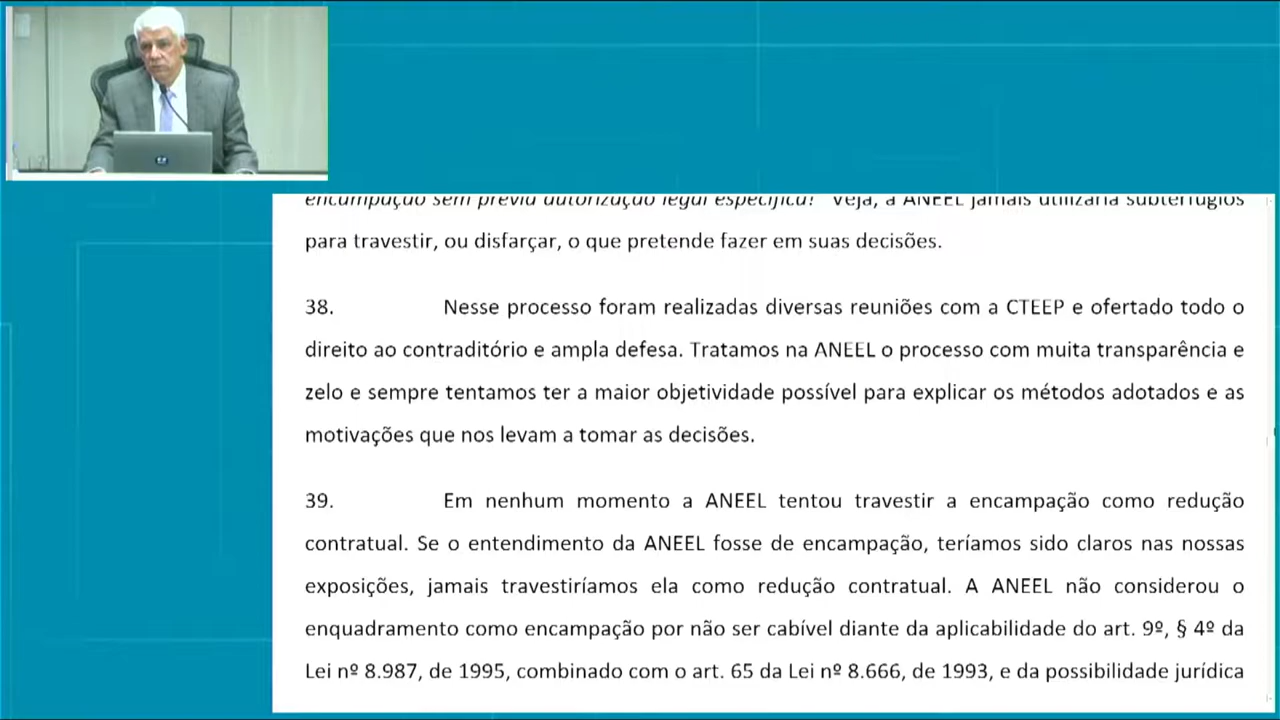 encampação sem prévia autorização legal específica? Veja, a ANEEL jamais utilizaria subterfúgios
para travestir, ou disfarçar, o que pretende fazer em suas decisões.
38. Nesse processo foram realizadas diversas reuniões com a CTEEP e ofertado todo o
direito ao contraditório e ampla defesa. Tratamos na ANEEL o processo com muita transparência e
zelo e sempre tentamos ter a maior objetividade possível para explicar os métodos adotados e as
motivações que nos levam a tomar as decisões.
39. Em nenhum momento a ANEEL tentou travestir a encampação como redução
contratual. Se o entendimento da ANEEL fosse de encampação, teríamos sido claros nas nossas
exposições, jamais travestiríamos ela como redução contratual. A ANEEL não considerou o
enquadramento como encampação por não ser cabível diante da aplicabilidade do art. 9º, § 4º da
Lei nº 8.987, de 1995, combinado com o art. 65 da Lei nº 8.666, de 1993, e da possibilidade jurídica